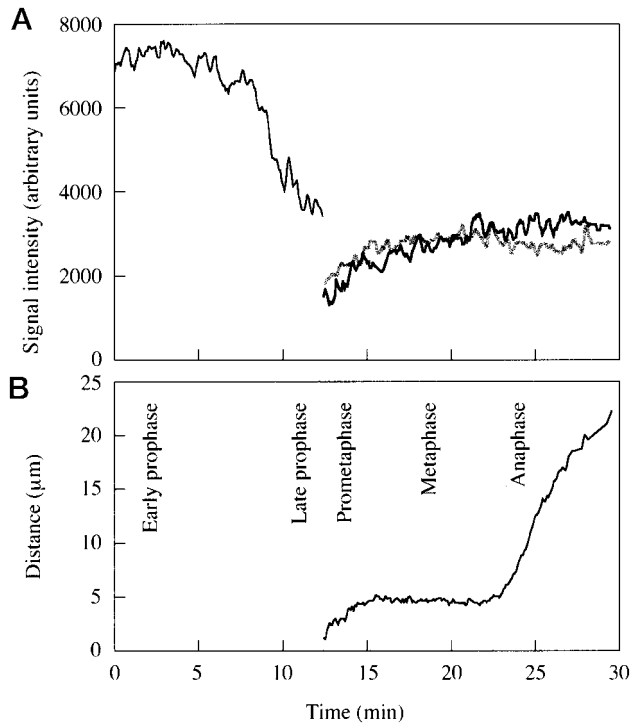 A
8000
6000
4000
2000
0
Signal intensity (arbitrary units)
B
25
20
15
10
5
0
Distance (μm)
Early prophase
Late prophase
Prometaphase
Metaphase
Anaphase
0 5 10 15 20 25 30
Time (min)